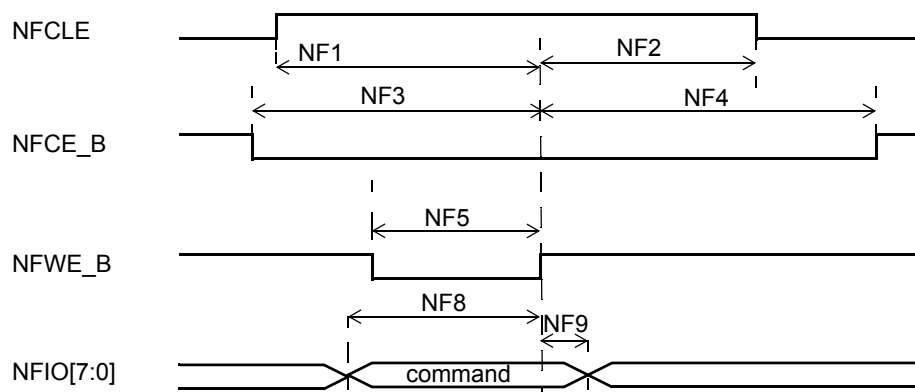 NFCLE
NF1
NF2
NF3
NF4
NFCE_B
NF5
NFWE_B
NF8
NF9
NFIO[7:0]
command